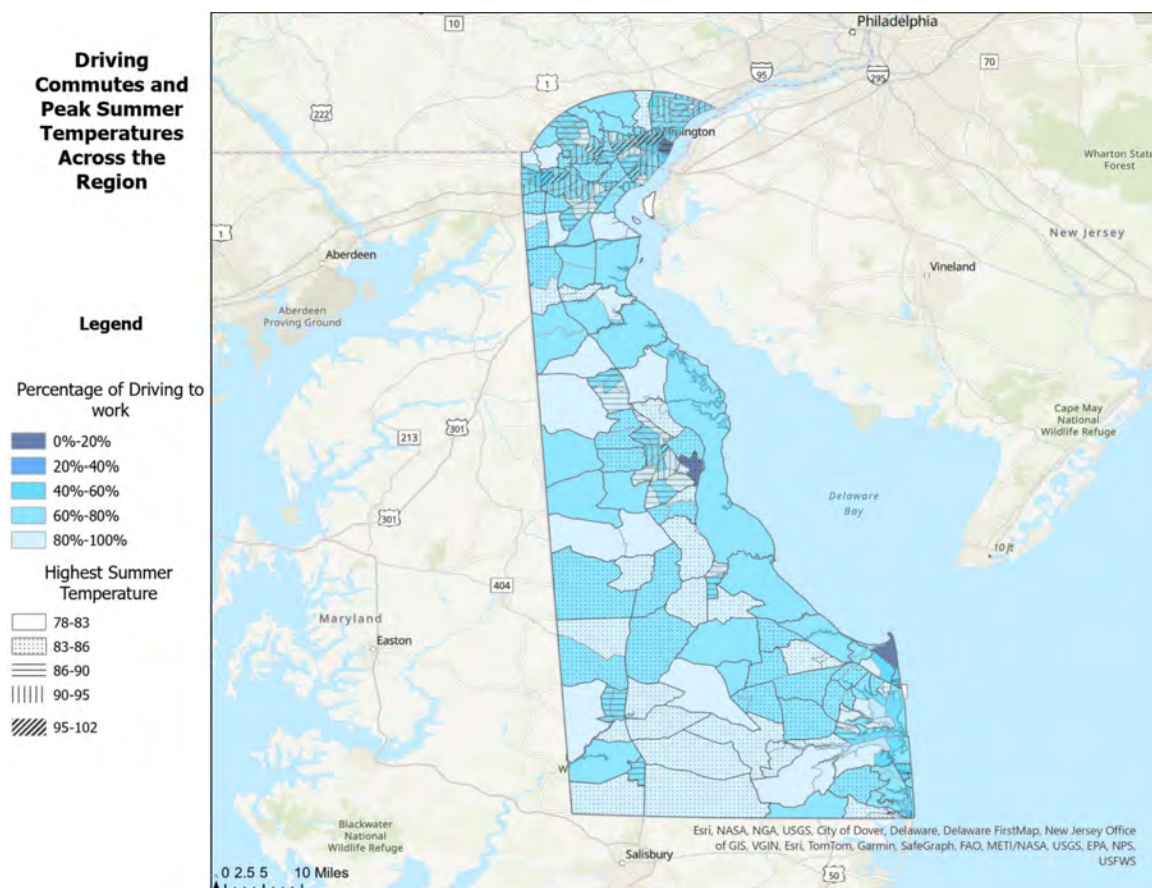 Driving
Commutes and
Peak Summer
Temperatures
Across the
Region
Legend
Percentage of Driving to
work
0%-20%
20%-40%
40%-60%
60%-80%
80%-100%
Highest Summer
Temperature
78-83
83-86
86-90
90-95
95-102
0 2.5 5 10 Miles
Philadelphia
10
95
295
70
1
222
Wharton State
Forest
1
Aberdeen
New Jersey
Vineland
Aberdeen
Proving Ground
301
213
Cape May
National
Wildlife Refuge
Delaware
Bay
301
10 ft
404
Maryland
Easton
W
Blackwater
National
Wildlife Refuge
Salisbury
50
Esri, NASA, NGA, USGS, City of Dover, Delaware, Delaware FirstMap, New Jersey Office
of GIS, VGIN, Esri, TomTom, Garmin, SafeGraph, FAO, METI/NASA, USGS, EPA, NPS,
USFWS